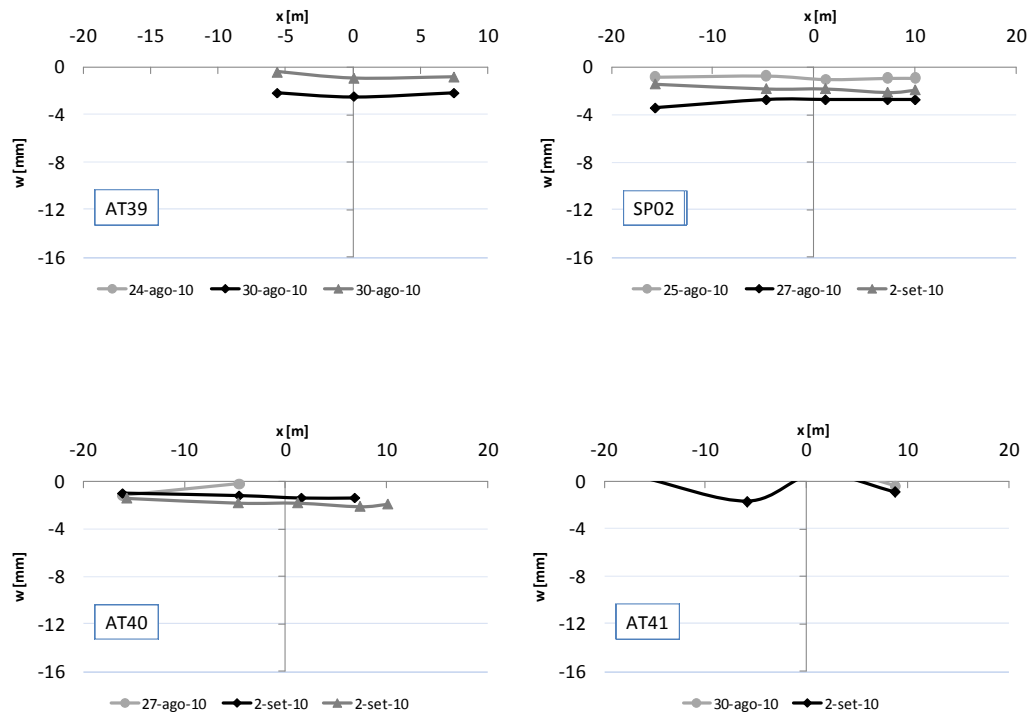 x [m]
-20 -15 -10 -5 0 5 10
0
-4
-8
-12
-16
w [mm]
AT39
24-ago-10 30-ago-10 30-ago-10
x [m]
-20 -10 0 10 20
0
-4
-8
-12
-16
w [mm]
SP02
25-ago-10 27-ago-10 2-set-10
x [m]
-20 -10 0 10 20
0
-4
-8
-12
-16
w [mm]
AT40
27-ago-10 2-set-10 2-set-10
x [m]
-20 -10 0 10 20
0
-4
-8
-12
-16
w [mm]
AT41
30-ago-10 2-set-10